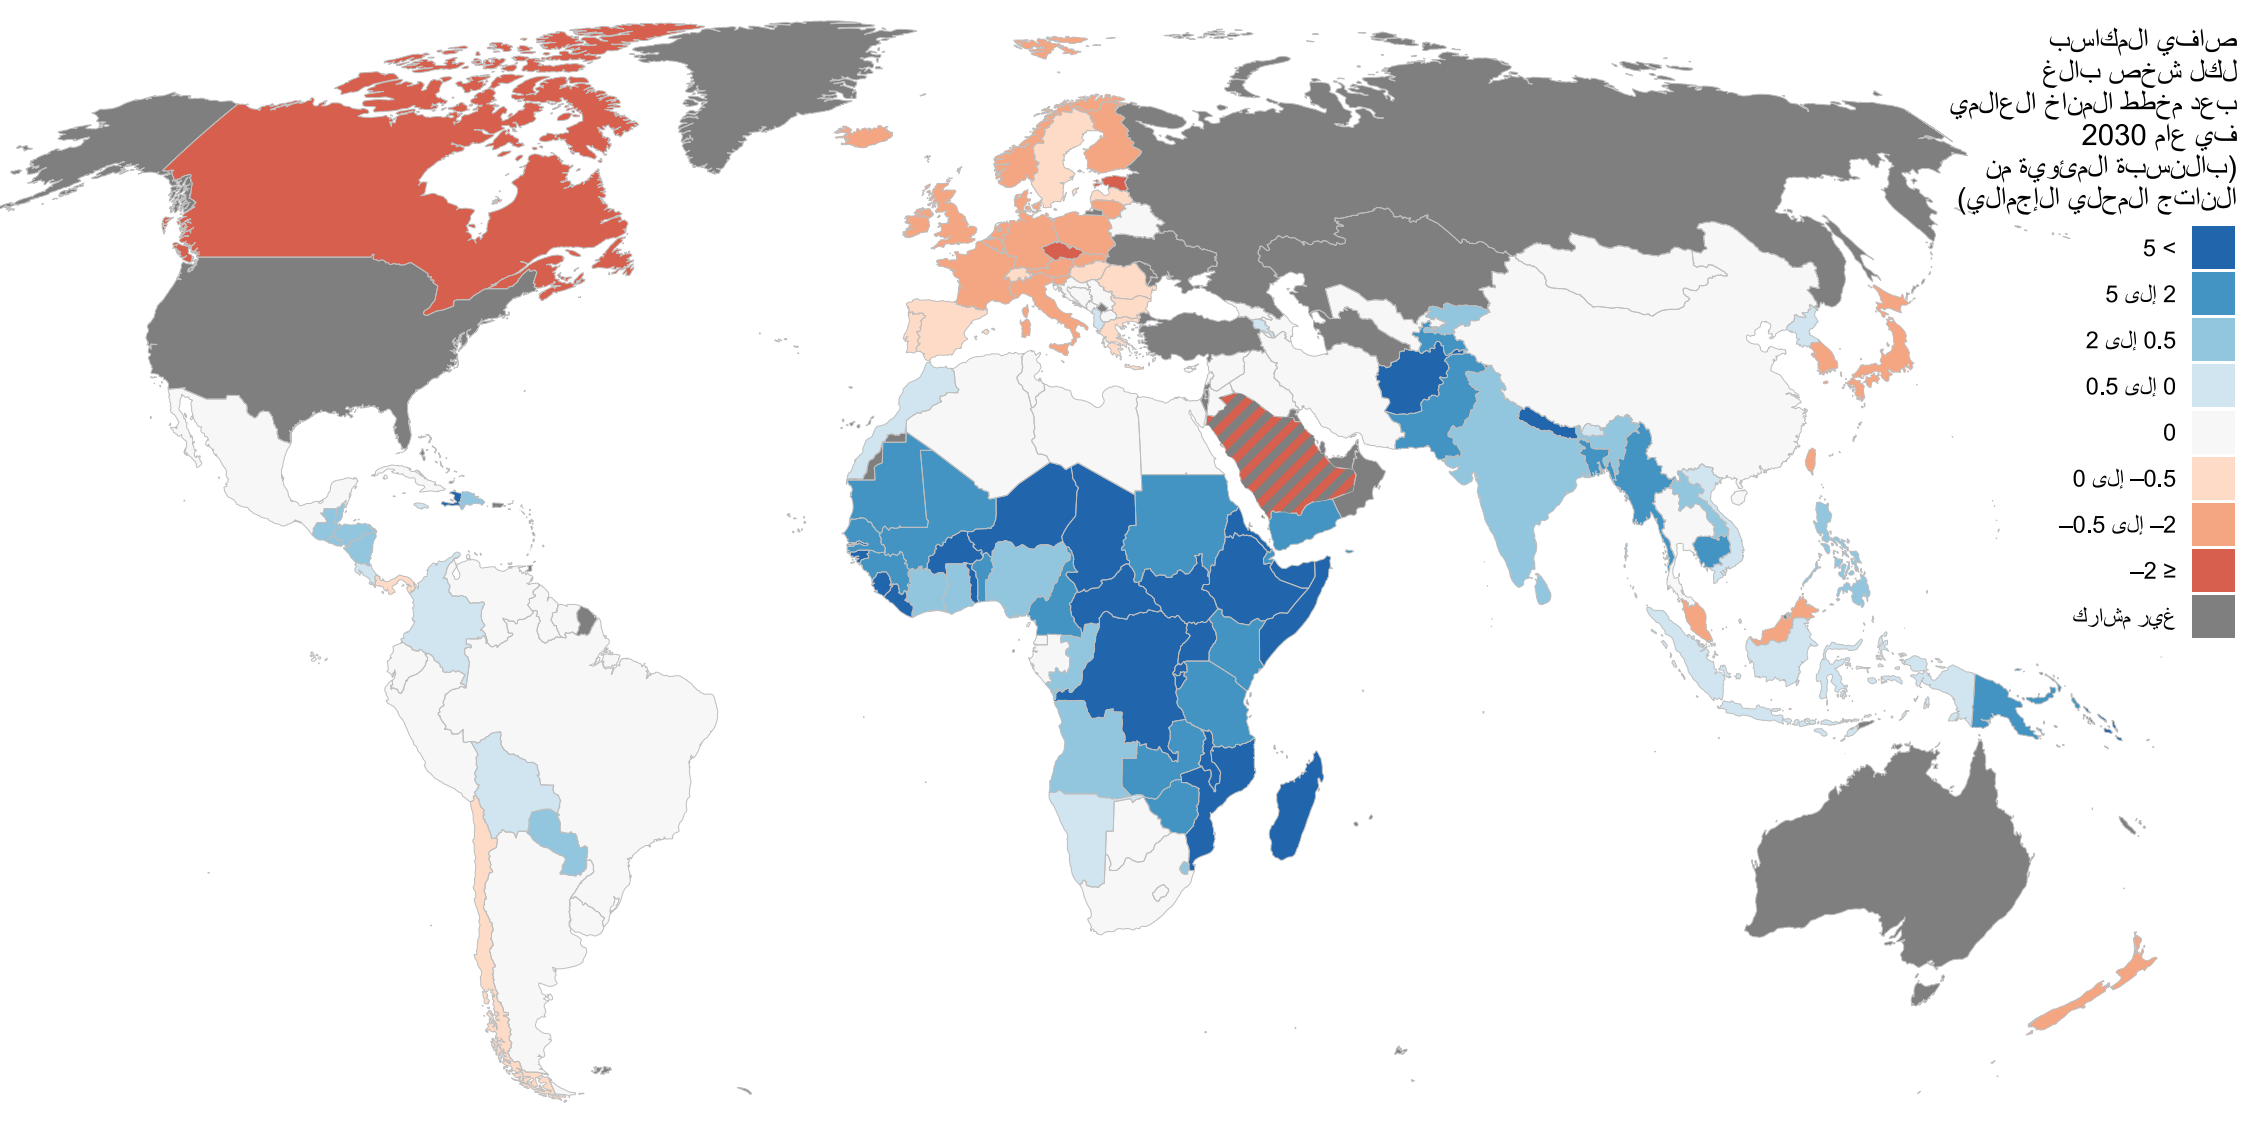 صافي المكاسب
لكل شخص بالغ
بعد مخطط المناخ العالمي
في عام 2030
(بالنسبة المئوية من
الناتج المحلي الإجمالي)
> 5
2 إلى 5
0.5 إلى 2
0 إلى 0.5
0
–0.5 إلى 0
–2 إلى –0.5
≤ –2
غير مشارك